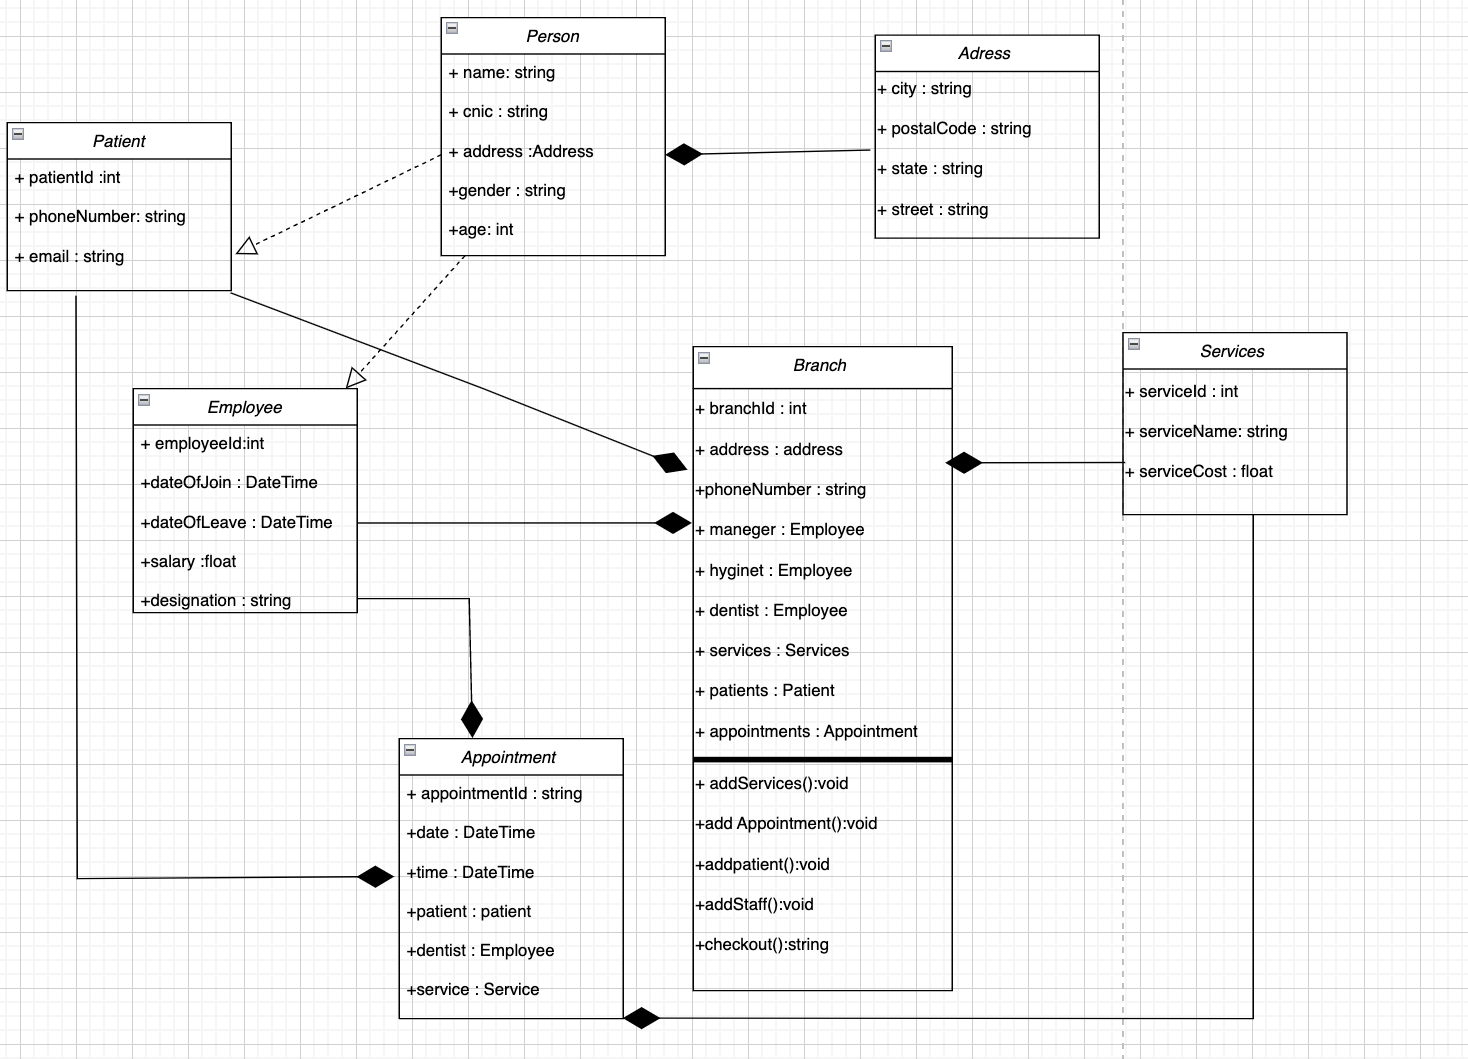 Person
+ name: string
+ cnic : string
+ address :Address
+gender : string
+age: int
Adress
+ city : string
+ postalCode : string
+ state : string
+ street : string
Patient
+ patientId :int
+ phoneNumber: string
+ email : string
Employee
+ employeeId:int
+dateOfJoin : DateTime
+dateOfLeave : DateTime
+salary :float
+designation : string
Branch
+ branchId : int
+ address : address
+phoneNumber : string
+ maneger : Employee
+ hyginet : Employee
+ dentist : Employee
+ services : Services
+ patients : Patient
+ appointments : Appointment
+ addServices():void
+add Appointment():void
+addpatient():void
+addStaff():void
+checkout():string
Services
+ serviceId : int
+ serviceName: string
+ serviceCost : float
Appointment
+ appointmentId : string
+date : DateTime
+time : DateTime
+patient : patient
+dentist : Employee
+service : Service